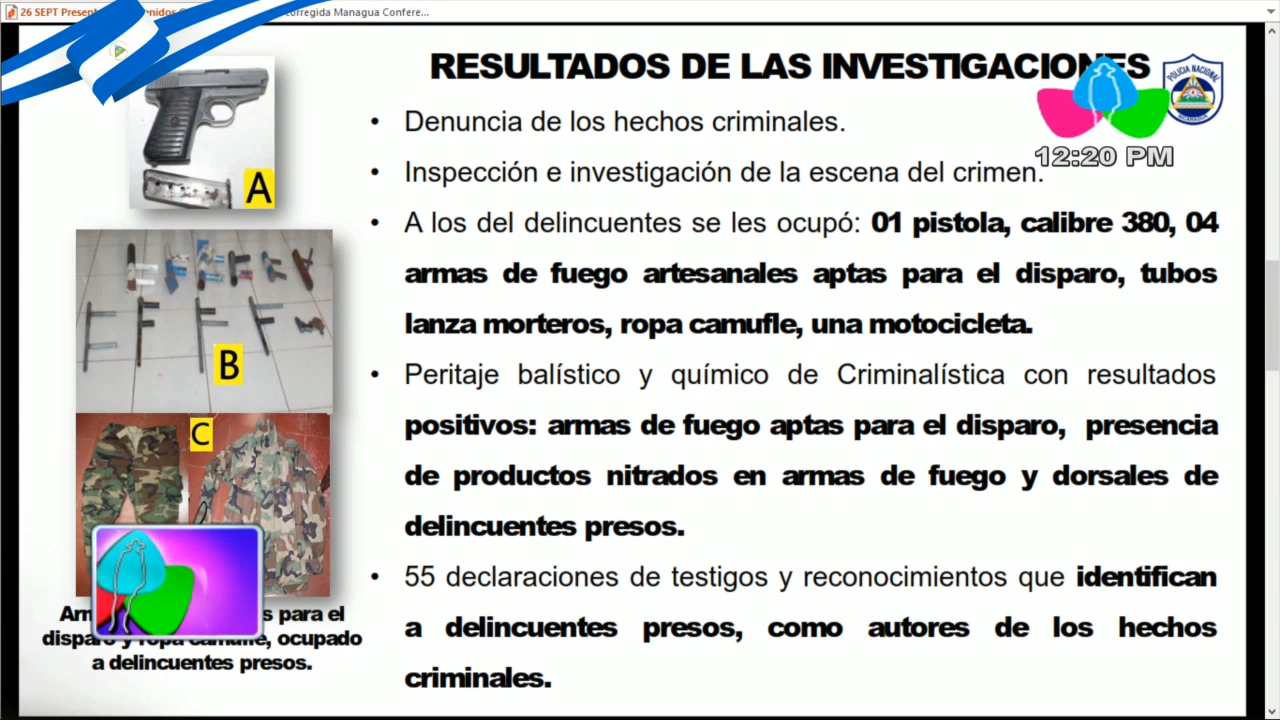 26 SEPT Present
enidos
orregida Managua Confere...
RESULTADOS DE LAS INVESTIGACIONES
POLICIA NACIONAL
NICARAGUA
12:20 PM
• Denuncia de los hechos criminales.
• Inspección e investigación de la escena del crimen.
• A los del delincuentes se les ocupó: 01 pistola, calibre 380, 04
armas de fuego artesanales aptas para el disparo, tubos
lanza morteros, ropa camufle, una motocicleta.
• Peritaje balístico y químico de Criminalística con resultados
positivos: armas de fuego aptas para el disparo, presencia
de productos nitrados en armas de fuego y dorsales de
delincuentes presos.
• 55 declaraciones de testigos y reconocimientos que identifican
a delincuentes presos, como autores de los hechos
criminales.
A
B
C
para el
ropa camufle, ocupado
a delincuentes presos.